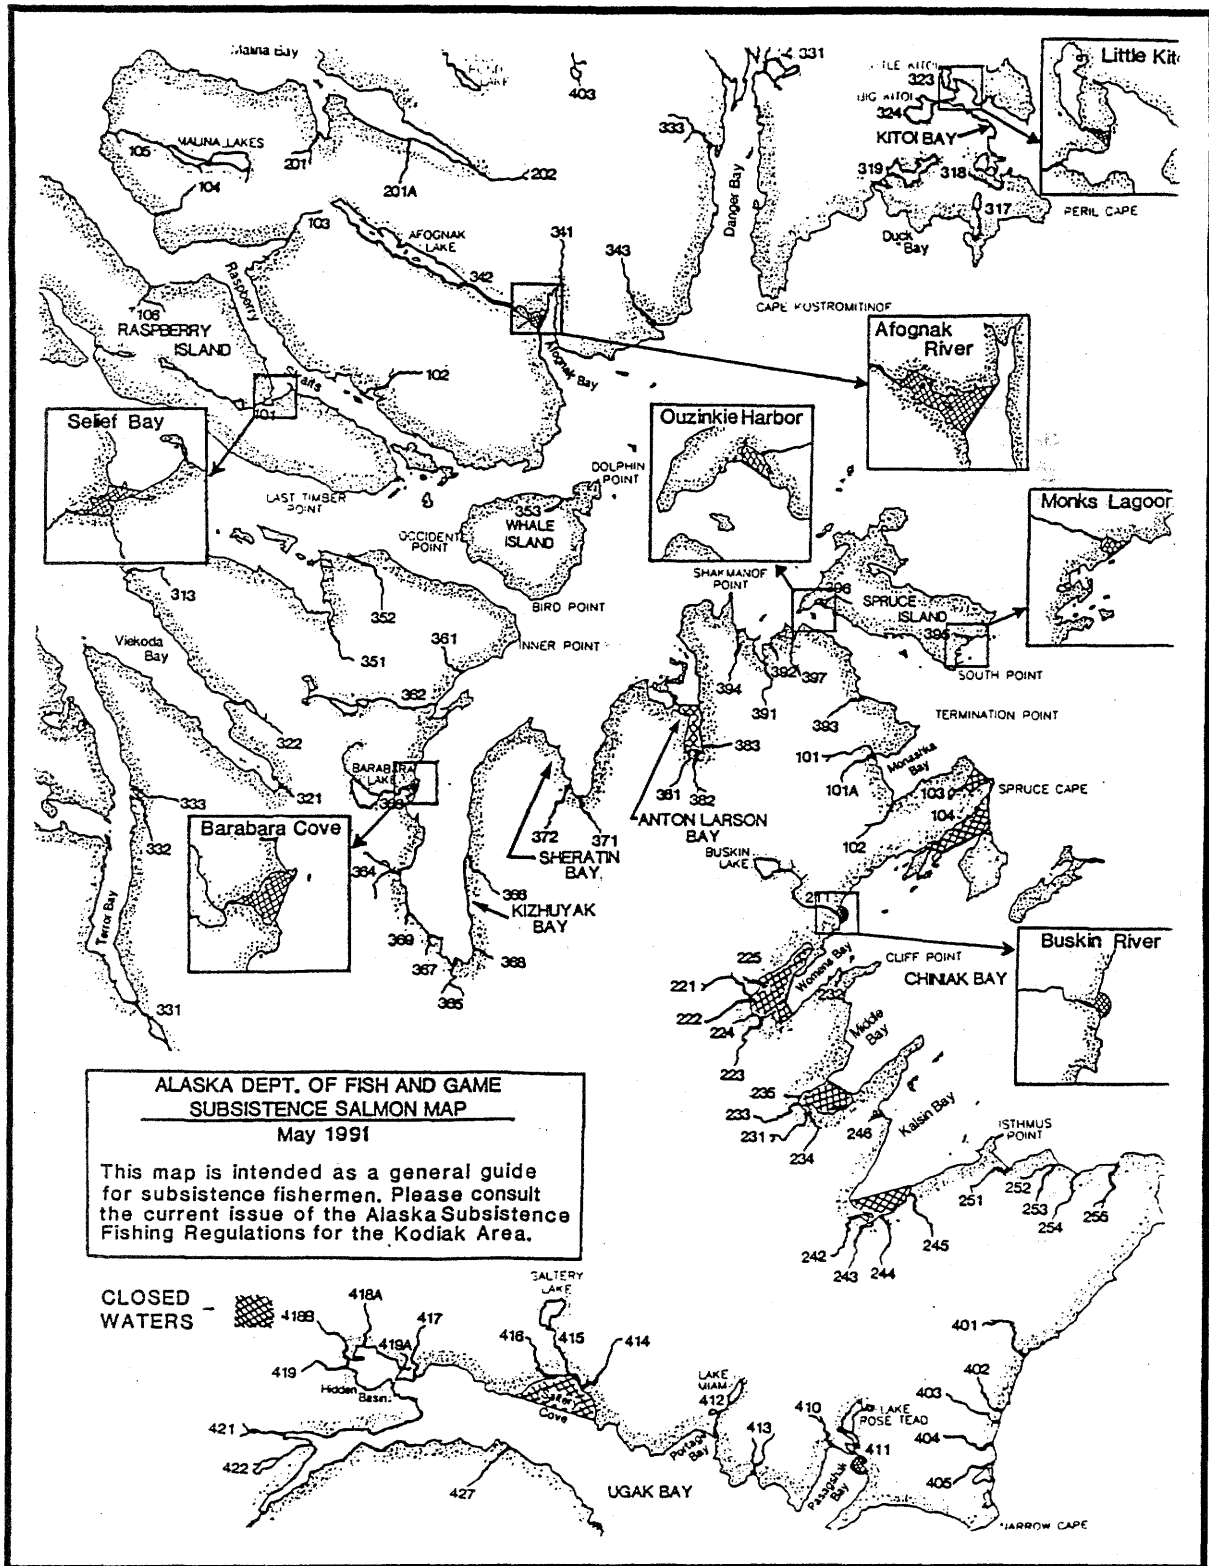 Malina Bay
LAKE
403
331
323
324
KITOI BAY
Little
333
105
MALINA LAKES
104
201
201A
202
319
318
317
PERIL CAPE
Duck Bay
Danger Bay
103
AFOGNAK LAKE
341
343
342
Raspberry
Straits
CAPE KOSTROMITINOF
106
RASPBERRY ISLAND
102
101
Afognak Bay
Afognak River
Selief Bay
Ouzinkie Harbor
Monks Lagoon
DOLPHIN POINT
LAST TIMBER POINT
353
WHALE ISLAND
OCCIDENT POINT
SHAKMANOF POINT
396
SPRUCE ISLAND
395
313
352
BIRD POINT
Viekoda Bay
361
INNER POINT
351
394
392
397
391
SOUTH POINT
362
393
TERMINATION POINT
322
383
101
Monashka Bay
BARABARA LAKE
101A
103
SPRUCE CAPE
333
321
381
382
104
Barabara Cove
372
371
ANTON LARSON BAY
332
SHERATIN BAY
BUSKIN LAKE
102
364
366
KIZHUYAK BAY
211
Terror Bay
369
367
368
365
225
Womens Bay
CLIFF POINT
Buskin River
221
232
CHINIAK BAY
222
224
223
331
Middle Bay
235
233
231
234
246
Kalsin Bay
ISTHMUS POINT
251
252
253
254
255
242
243
244
245
ALASKA DEPT. OF FISH AND GAME
SUBSISTENCE SALMON MAP
May 1991
This map is intended as a general guide
for subsistence fishermen. Please consult
the current issue of the Alaska Subsistence
Fishing Regulations for the Kodiak Area.
CLOSED
WATERS -
418B
418A
419A
417
419
Hidden Basin
416
SALTERY LAKE
415
414
Saltery Cove
421
422
427
UGAK BAY
LAKE MIAM
412
Portage Bay
413
410
LAKE ROSE TEAD
411
Pasagshak Bay
401
402
403
404
405
NARROW CAPE